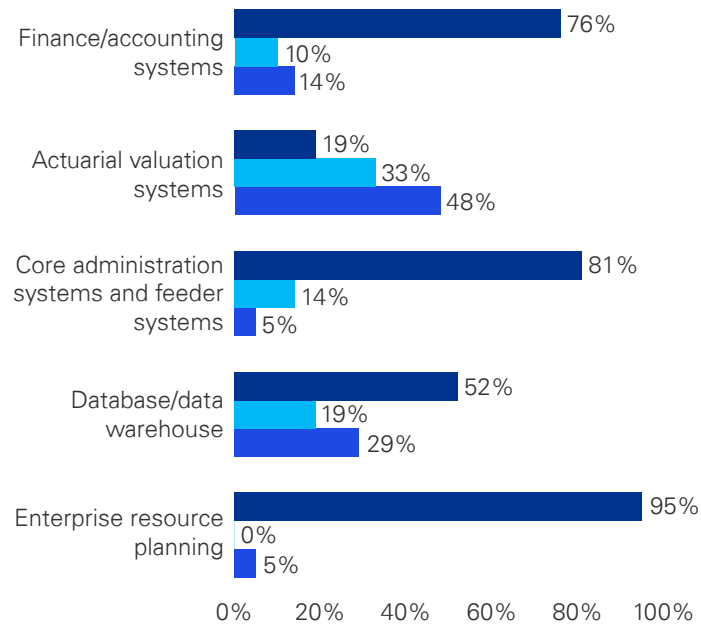 Finance/accounting
systems
76%
10%
14%
Actuarial valuation
systems
19%
33%
48%
Core administration
systems and feeder
systems
81%
14%
5%
Database/data
warehouse
52%
19%
29%
Enterprise resource
planning
95%
0%
5%
0% 20% 40% 60% 80% 100%